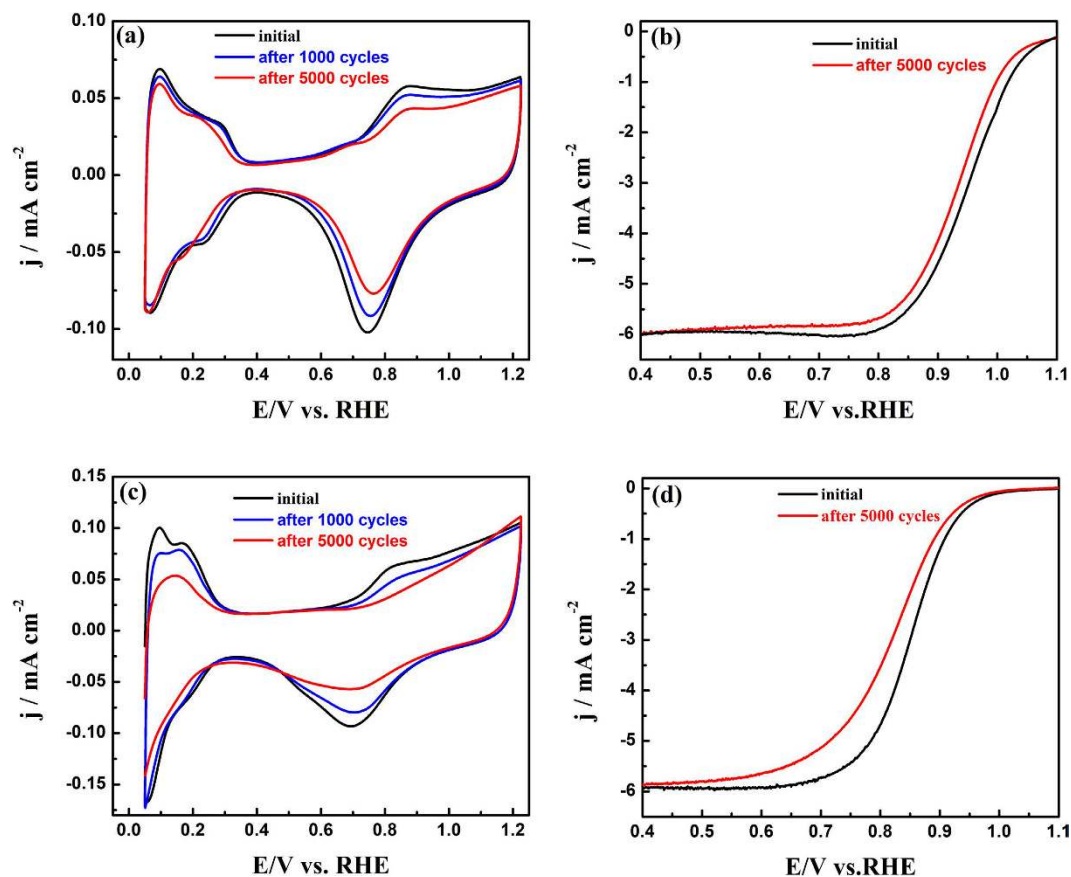 (a)
initial
after 1000 cycles
after 5000 cycles
0.10
0.05
0.00
-0.05
-0.10
j / mA cm-2
0.0 0.2 0.4 0.6 0.8 1.0 1.2
E/V vs. RHE
(b)
initial
after 5000 cycles
0
-1
-2
-3
-4
-5
-6
j / mA cm-2
0.4 0.5 0.6 0.7 0.8 0.9 1.0 1.1
E/V vs.RHE
(c)
initial
after 1000 cycles
after 5000 cycles
0.15
0.10
0.05
0.00
-0.05
-0.10
-0.15
j / mA cm-2
0.0 0.2 0.4 0.6 0.8 1.0 1.2
E/V vs. RHE
(d)
initial
after 5000 cycles
0
-1
-2
-3
-4
-5
-6
j / mA cm-2
0.4 0.5 0.6 0.7 0.8 0.9 1.0 1.1
E/V vs.RHE